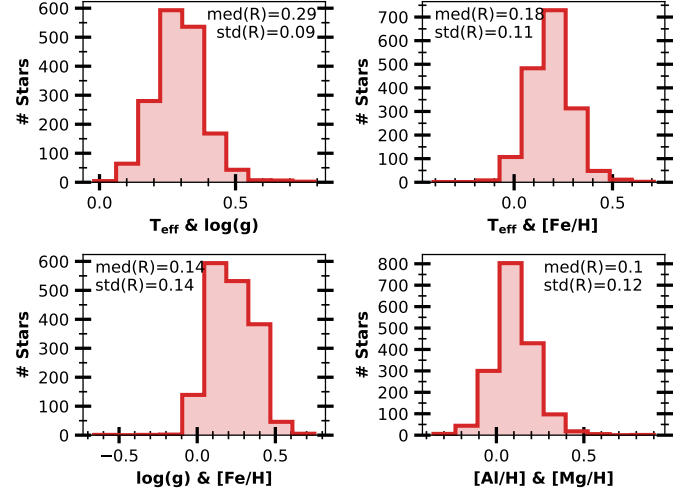 600
500
400
300
200
100
0
# Stars
med(R)=0.29
std(R)=0.09
0.0
0.5
T_eff & log(g)
700
600
500
400
300
200
100
0
# Stars
med(R)=0.18
std(R)=0.11
0.0
0.5
T_eff & [Fe/H]
600
500
400
300
200
100
0
# Stars
med(R)=0.14
std(R)=0.14
−0.5
0.0
0.5
log(g) & [Fe/H]
800
700
600
500
400
300
200
100
0
# Stars
med(R)=0.1
std(R)=0.12
0.0
0.5
[Al/H] & [Mg/H]